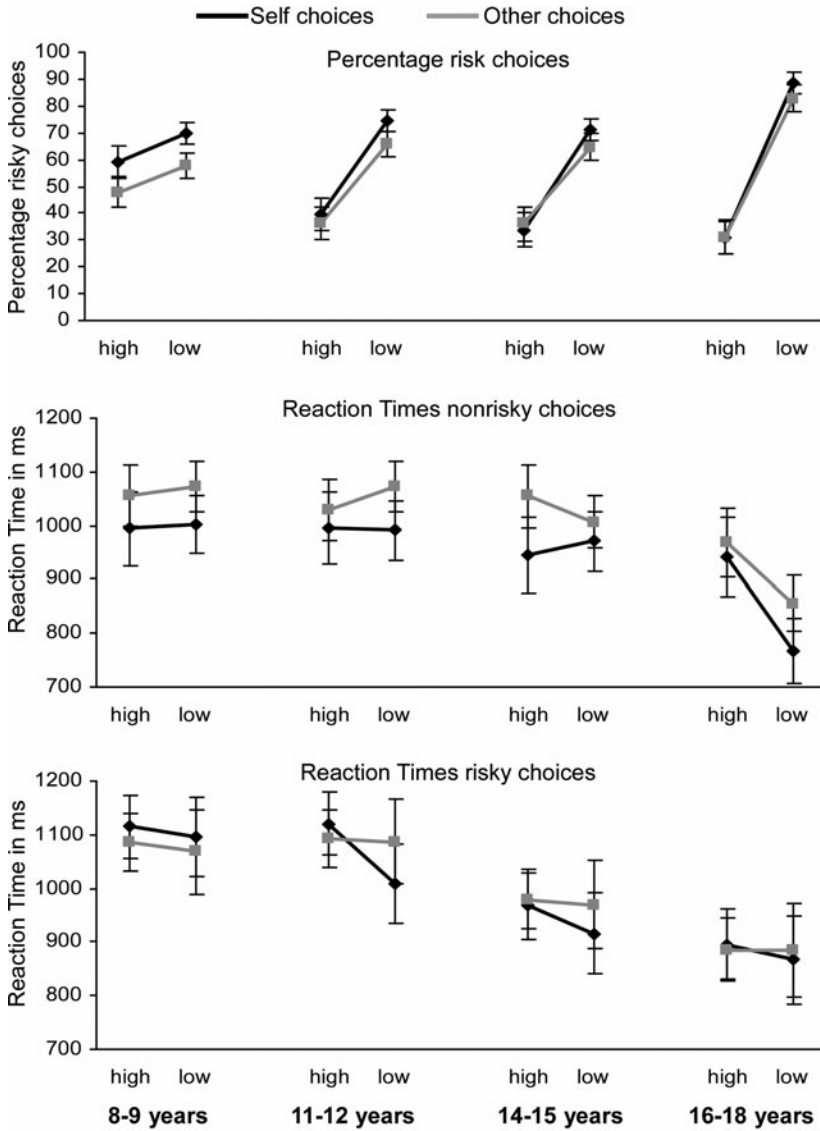 Self choices Other choices
Percentage risk choices
Percentage risky choices
100
90
80
70
60
50
40
30
20
10
0
high low high low high low high low
Reaction Times nonrisky choices
Reaction Time in ms
1200
1100
1000
900
800
700
high low high low high low high low
Reaction Times risky choices
Reaction Time in ms
1200
1100
1000
900
800
700
high low high low high low high low
8-9 years 11-12 years 14-15 years 16-18 years